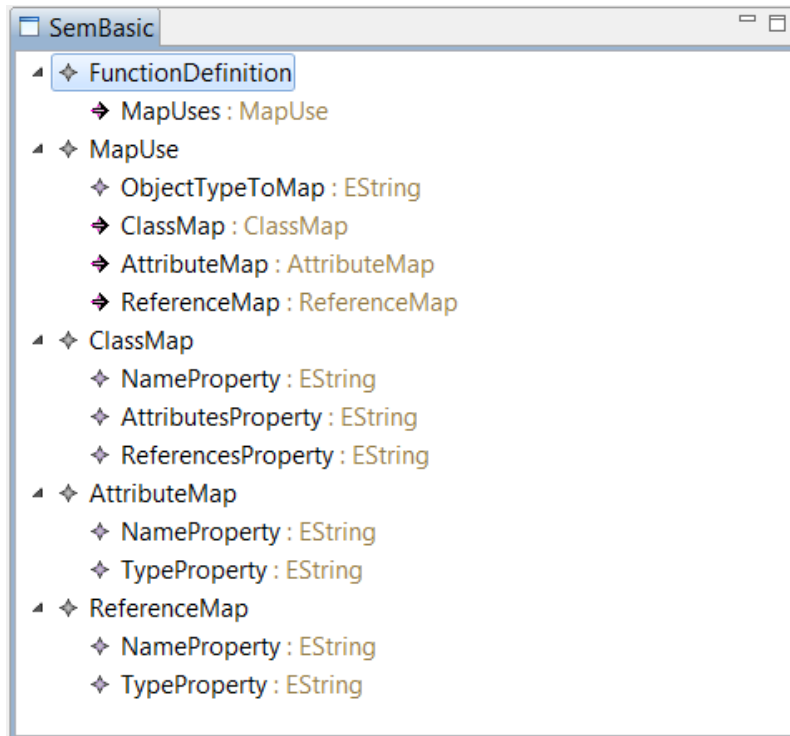 SemBasic
FunctionDefinition
MapUses : MapUse
MapUse
ObjectTypeToMap : EString
ClassMap : ClassMap
AttributeMap : AttributeMap
ReferenceMap : ReferenceMap
ClassMap
NameProperty : EString
AttributesProperty : EString
ReferencesProperty : EString
AttributeMap
NameProperty : EString
TypeProperty : EString
ReferenceMap
NameProperty : EString
TypeProperty : EString